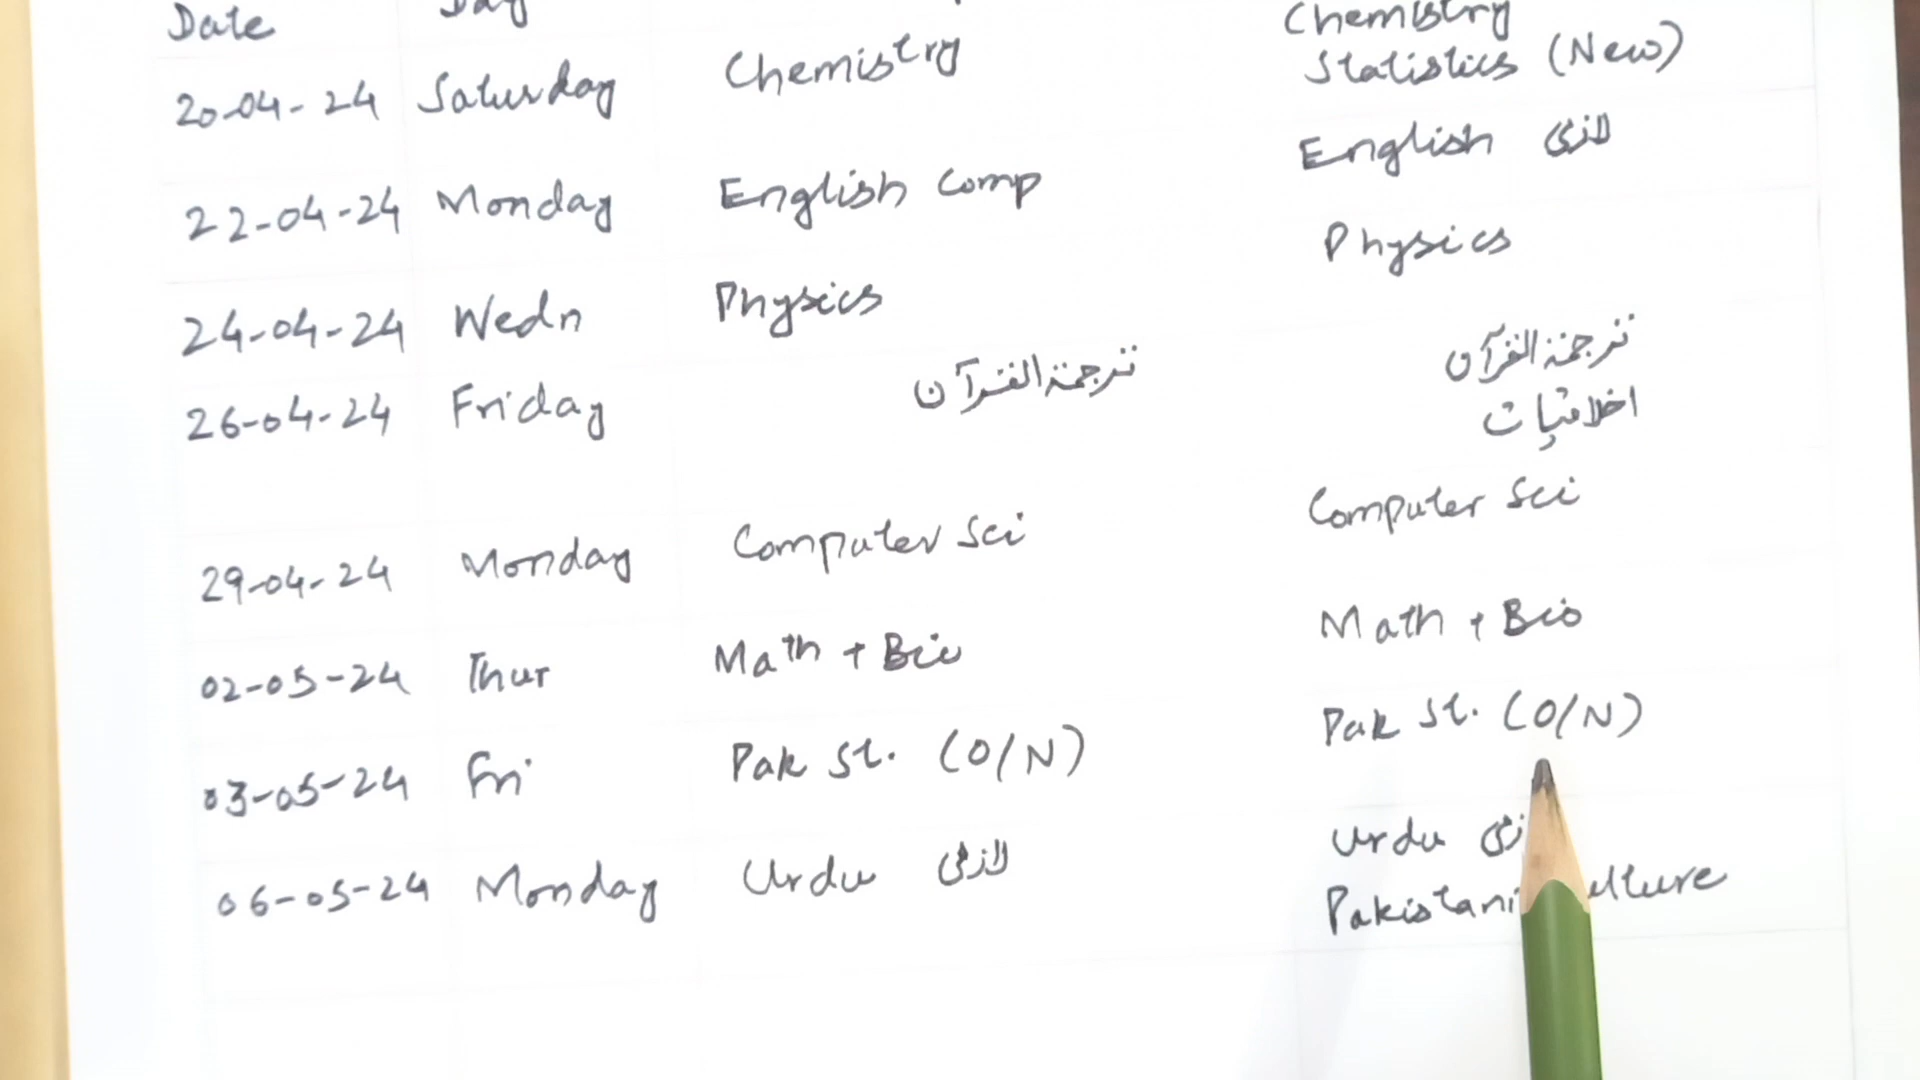 Date Day
Chemistry
20-04-24 Saturday Chemistry Statistics (New)
22-04-24 Monday English Comp English لازمی
24-04-24 Wedn Physics Physics
26-04-24 Friday ترجمۃ القرآن ترجمۃ القرآن
اخلاقیات
29-04-24 Monday Computer Sci Computer Sci
02-05-24 Thur Math + Bio Math + Bio
03-05-24 Fri Pak St. (O/N) Pak St. (O/N)
06-05-24 Monday Urdu لازمی Urdu
Pakistani